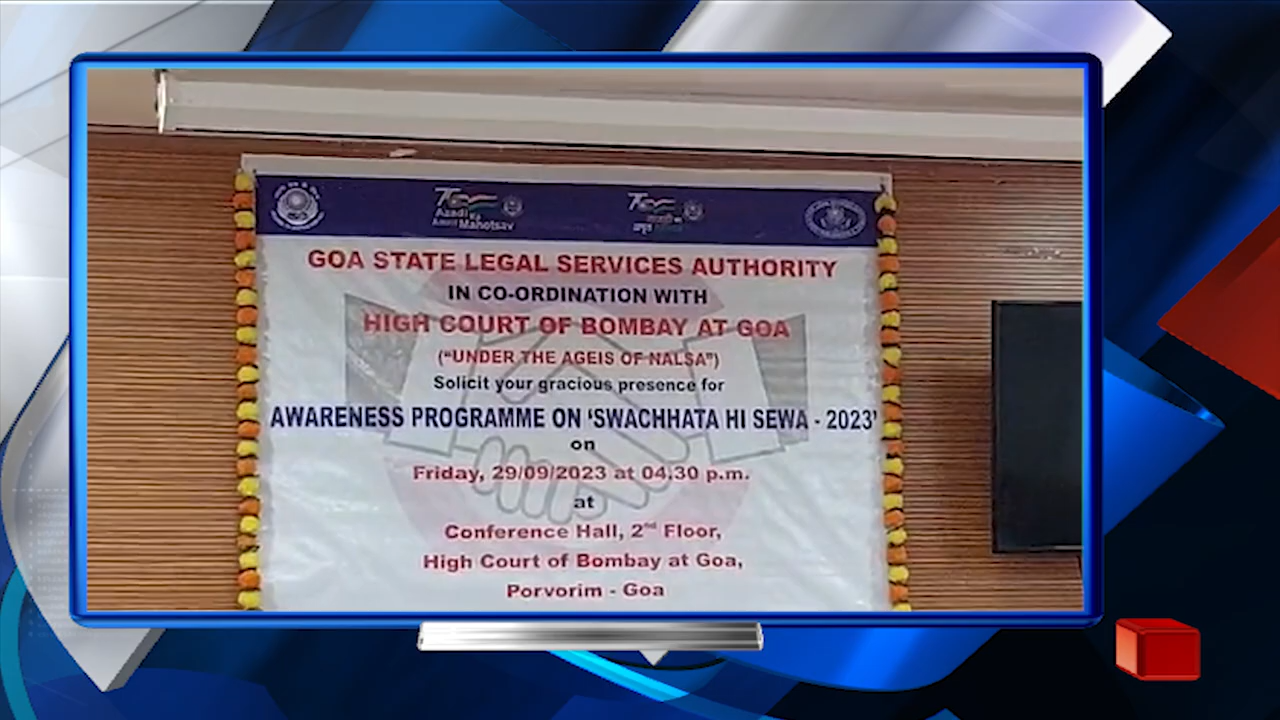 Azadi Ka
Amrit Mahotsav
GOA STATE LEGAL SERVICES AUTHORITY
IN CO-ORDINATION WITH
HIGH COURT OF BOMBAY AT GOA
("UNDER THE AGEIS OF NALSA")
Solicit your gracious presence for
AWARENESS PROGRAMME ON 'SWACHHATA HI SEWA - 2023'
on
Friday, 29/09/2023 at 04.30 p.m.
at
Conference Hall, 2nd Floor,
High Court of Bombay at Goa,
Porvorim - Goa